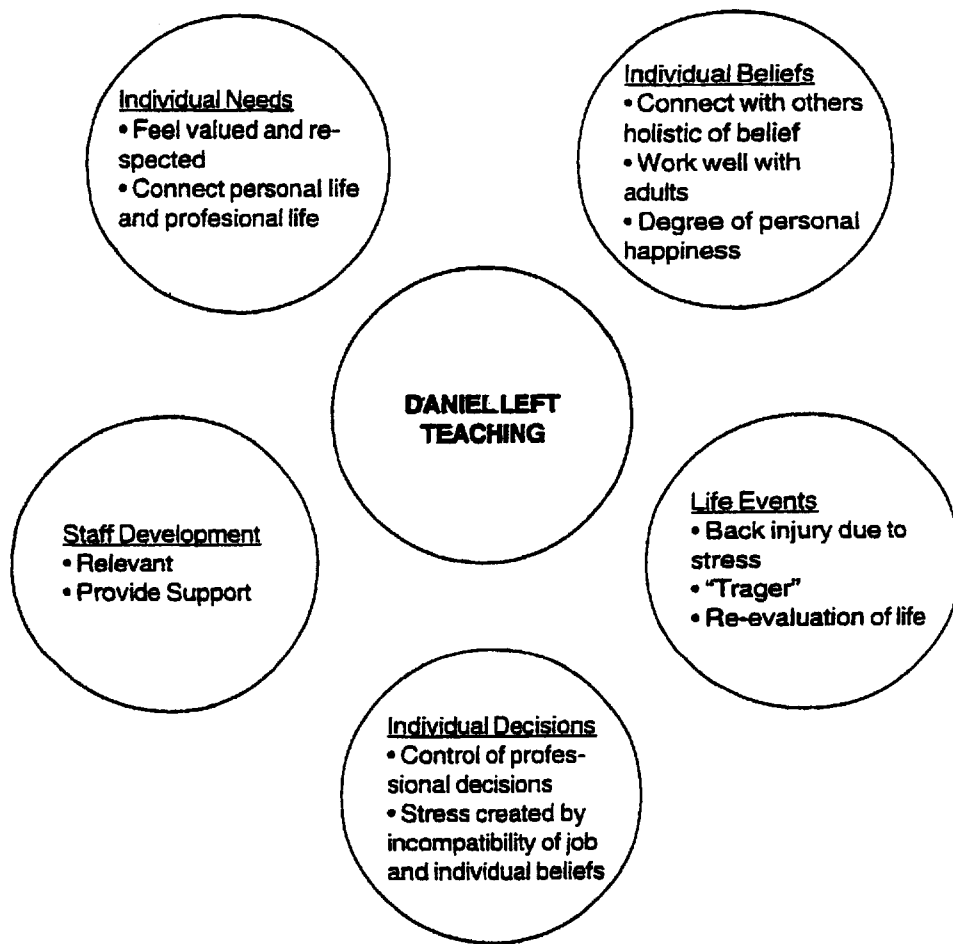 Individual Needs
• Feel valued and re-
spected
• Connect personal life
and profesional life
Individual Beliefs
• Connect with others
holistic of belief
• Work well with
adults
• Degree of personal
happiness
DANIEL LEFT
TEACHING
Staff Development
• Relevant
• Provide Support
Life Events
• Back injury due to
stress
• "Trager"
• Re-evaluation of life
Individual Decisions
• Control of profes-
sional decisions
• Stress created by
incompatibility of job
and individual beliefs